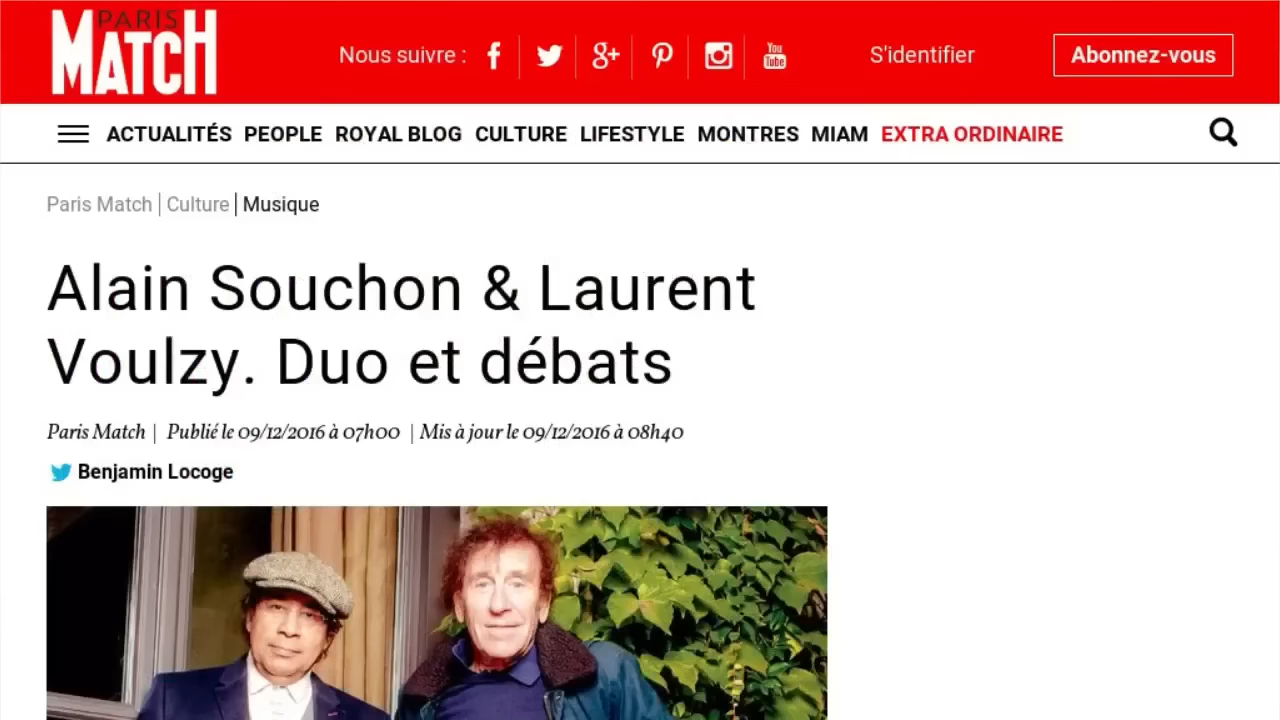 PARIS
MATCH
Nous suivre :
You
Tube
S'identifier
Abonnez-vous
ACTUALITÉS PEOPLE ROYAL BLOG CULTURE LIFESTYLE MONTRES MIAM EXTRA ORDINAIRE
Paris Match | Culture | Musique
Alain Souchon & Laurent
Voulzy. Duo et débats
Paris Match | Publié le 09/12/2016 à 07h00 | Mis à jour le 09/12/2016 à 08h40
Benjamin Locoge